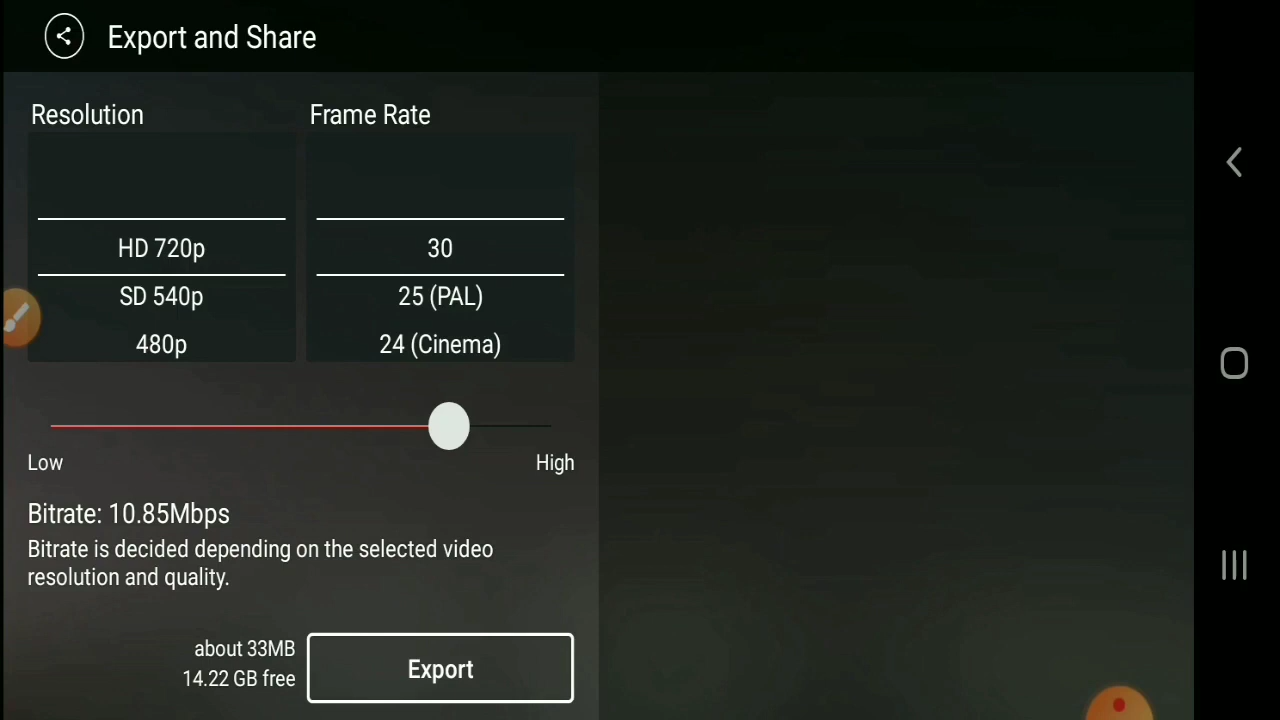 Export and Share
Resolution
Frame Rate
HD 720p
30
SD 540p
25 (PAL)
480p
24 (Cinema)
Low
High
Bitrate: 10.85Mbps
Bitrate is decided depending on the selected video
resolution and quality.
about 33MB
14.22 GB free
Export